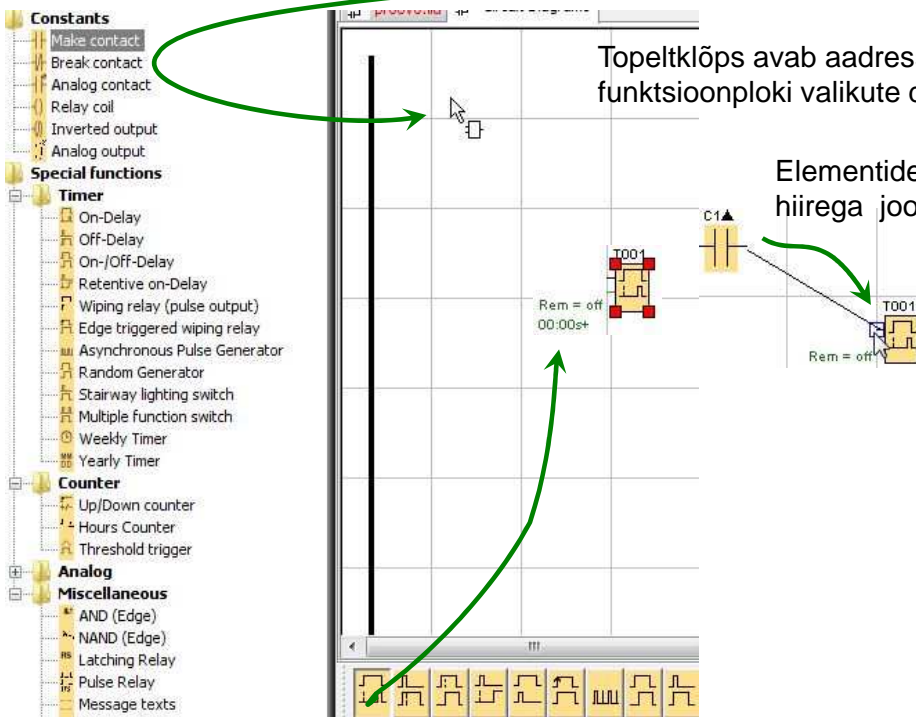 Constants
Make contact
Break contact
Analog contact
Relay coil
Inverted output
Analog output
Special functions
Timer
On-Delay
Off-Delay
On-/Off-Delay
Retentive on-Delay
Wiping relay (pulse output)
Edge triggered wiping relay
Asynchronous Pulse Generator
Random Generator
Stairway lighting switch
Multiple function switch
Weekly Timer
Yearly Timer
Counter
Up/Down counter
Hours Counter
Threshold trigger
Analog
Miscellaneous
AND (Edge)
NAND (Edge)
Latching Relay
Pulse Relay
Message texts
Topeltklõps avab aadres
funktsioonploki valikute
Elementide
hiirega joo
C1
T001
Rem = off
00:00s+
T001
Rem = off